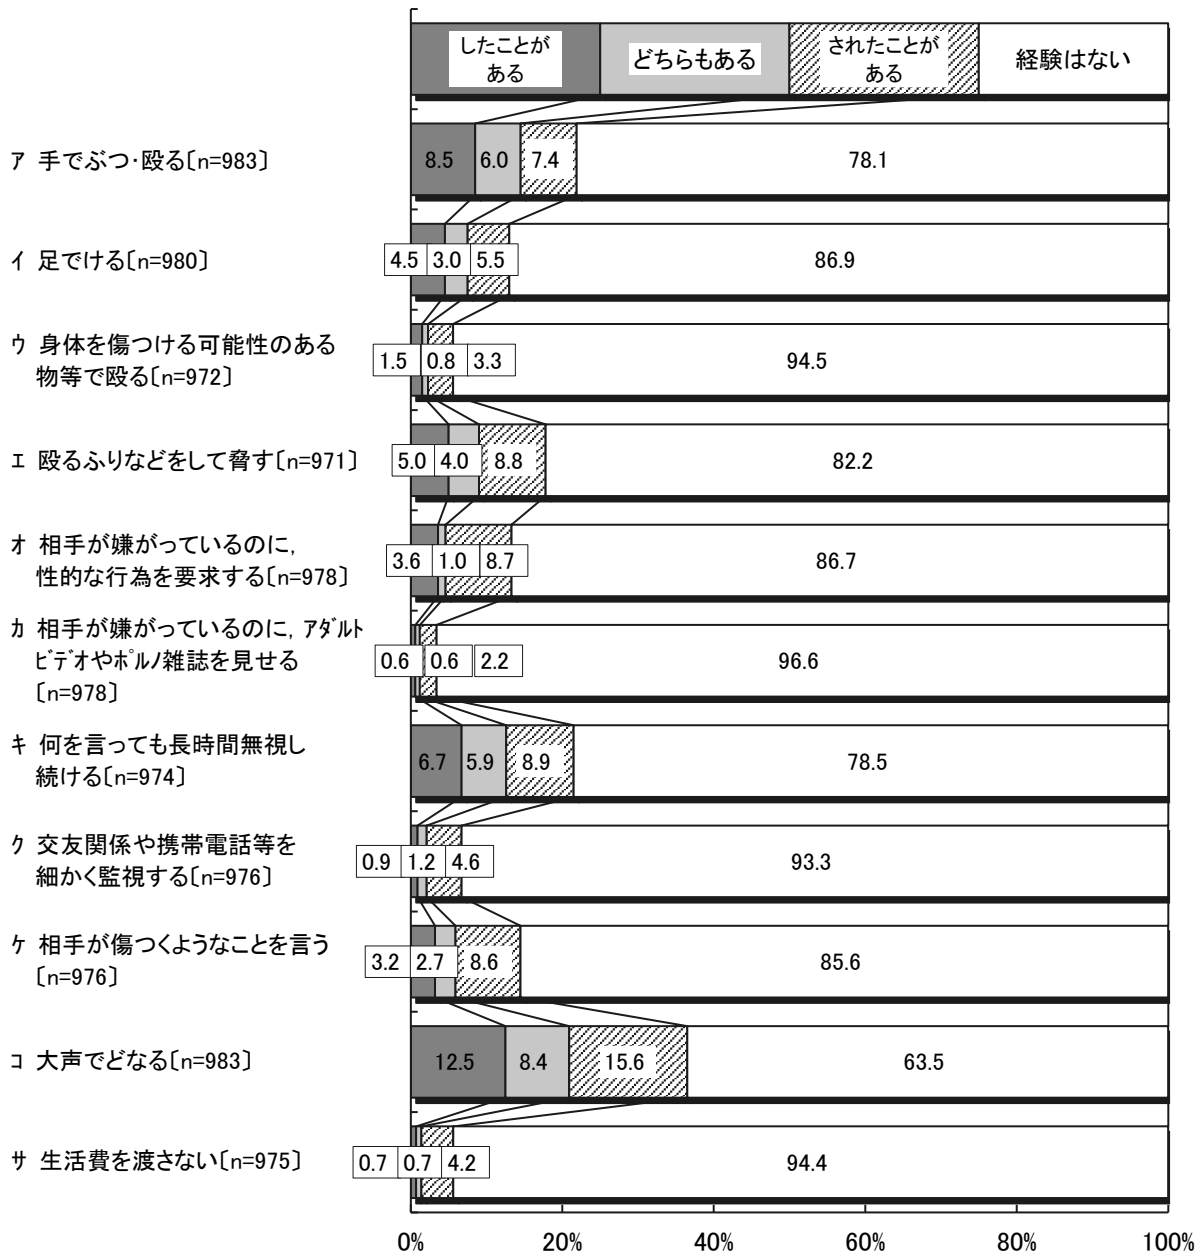 したことが
ある
どちらもある
されたことが
ある
経験はない
ア 手でぶつ・殴る〔n=983〕
8.5 6.0 7.4 78.1
イ 足でける〔n=980〕
4.5 3.0 5.5 86.9
ウ 身体を傷つける可能性のある
物等で殴る〔n=972〕
1.5 0.8 3.3 94.5
エ 殴るふりなどをして脅す〔n=971〕
5.0 4.0 8.8 82.2
オ 相手が嫌がっているのに,
性的な行為を要求する〔n=978〕
3.6 1.0 8.7 86.7
カ 相手が嫌がっているのに, アダルト
ビデオやポルノ雑誌を見せる
〔n=978〕
0.6 0.6 2.2 96.6
キ 何を言っても長時間無視し
続ける〔n=974〕
6.7 5.9 8.9 78.5
ク 交友関係や携帯電話等を
細かく監視する〔n=976〕
0.9 1.2 4.6 93.3
ケ 相手が傷つくようなことを言う
〔n=976〕
3.2 2.7 8.6 85.6
コ 大声でどなる〔n=983〕
12.5 8.4 15.6 63.5
サ 生活費を渡さない〔n=975〕
0.7 0.7 4.2 94.4
0% 20% 40% 60% 80% 100%